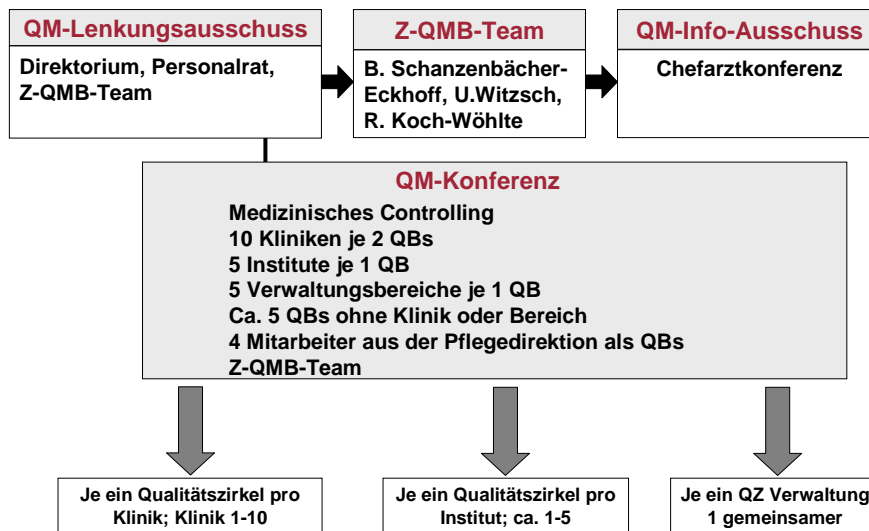 QM-Lenkungsausschuss
Direktorium, Personalrat,
Z-QMB-Team
Z-QMB-Team
B. Schanzenbächer-
Eckhoff, U.Witzsch,
R. Koch-Wöhlte
QM-Info-Ausschuss
Chefarztkonferenz
QM-Konferenz
Medizinisches Controlling
10 Kliniken je 2 QBs
5 Institute je 1 QB
5 Verwaltungsbereiche je 1 QB
Ca. 5 QBs ohne Klinik oder Bereich
4 Mitarbeiter aus der Pflegedirektion als QBs
Z-QMB-Team
Je ein Qualitätszirkel pro
Klinik; Klinik 1-10
Je ein Qualitätszirkel pro
Institut; ca. 1-5
Je ein QZ Verwaltung
1 gemeinsamer